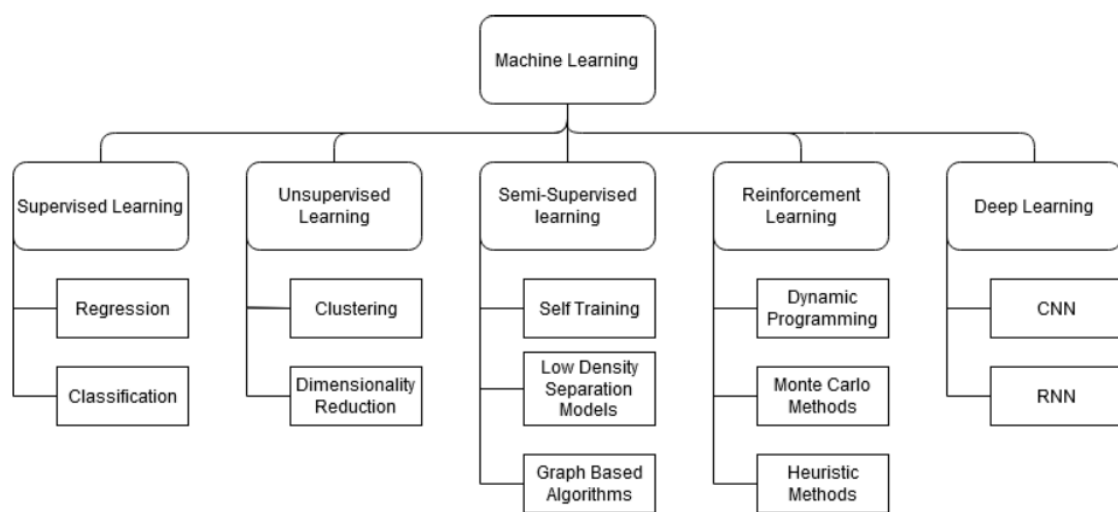 Machine Learning
Supervised Learning
Unsupervised
Learning
Semi-Supervised
learning
Reinforcement
Learning
Deep Learning
Regression
Clustering
Self Training
Dynamic
Programming
CNN
Classification
Dimensionality
Reduction
Low Density
Separation
Models
Monte Carlo
Methods
RNN
Graph Based
Algorithms
Heuristic
Methods